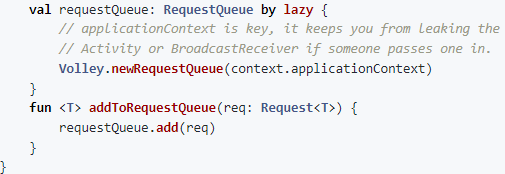 val requestQueue: RequestQueue by lazy {
// applicationContext is key, it keeps you from leaking the
// Activity or BroadcastReceiver if someone passes one in.
Volley.newRequestQueue(context.applicationContext)
}
fun <T> addToRequestQueue(req: Request<T>) {
requestQueue.add(req)
}
}